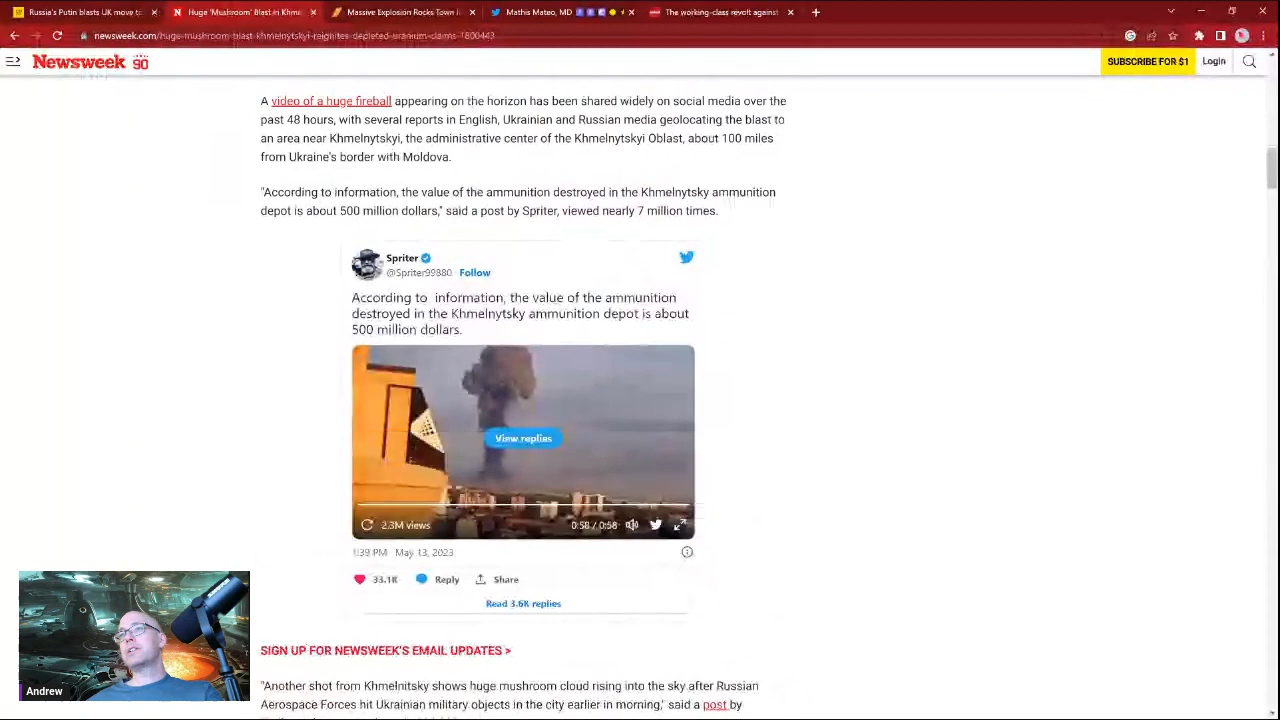 Russia's Putin blasts US move to
Huge 'Mushroom' Blast in Khmel
Massive Explosion Rocks Town in
Mathis Mateo, MD
The working-class revolt against
newsweek.com/huge-mushroom-blast-khmelnytskyi-reignites-depleted-uranium-claims-1800443
Newsweek 90
SUBSCRIBE FOR $1
Login
A video of a huge fireball appearing on the horizon has been shared widely on social media over the
past 48 hours, with several reports in English, Ukrainian and Russian media geolocating the blast to
an area near Khmelnytskyi, the administrative center of the Khmelnytskyi Oblast, about 100 miles
from Ukraine's border with Moldova.
"According to information, the value of the ammunition destroyed in the Khmelnytsky ammunition
depot is about 500 million dollars," said a post by Spriter, viewed nearly 7 million times.
Spriter
@Spriter99880 · Follow
According to information, the value of the ammunition
destroyed in the Khmelnytsky ammunition depot is about
500 million dollars.
View replies
2.3M views
0:58 / 0:58
1:39 PM · May 13, 2023
33.1K
Reply
Share
Read 3.6K replies
SIGN UP FOR NEWSWEEK'S EMAIL UPDATES >
"Another shot from Khmelnitsky shows huge mushroom cloud rising into the sky after Russian
Aerospace Forces hit Ukrainian military objects in the city earlier in morning," said a post by
Andrew